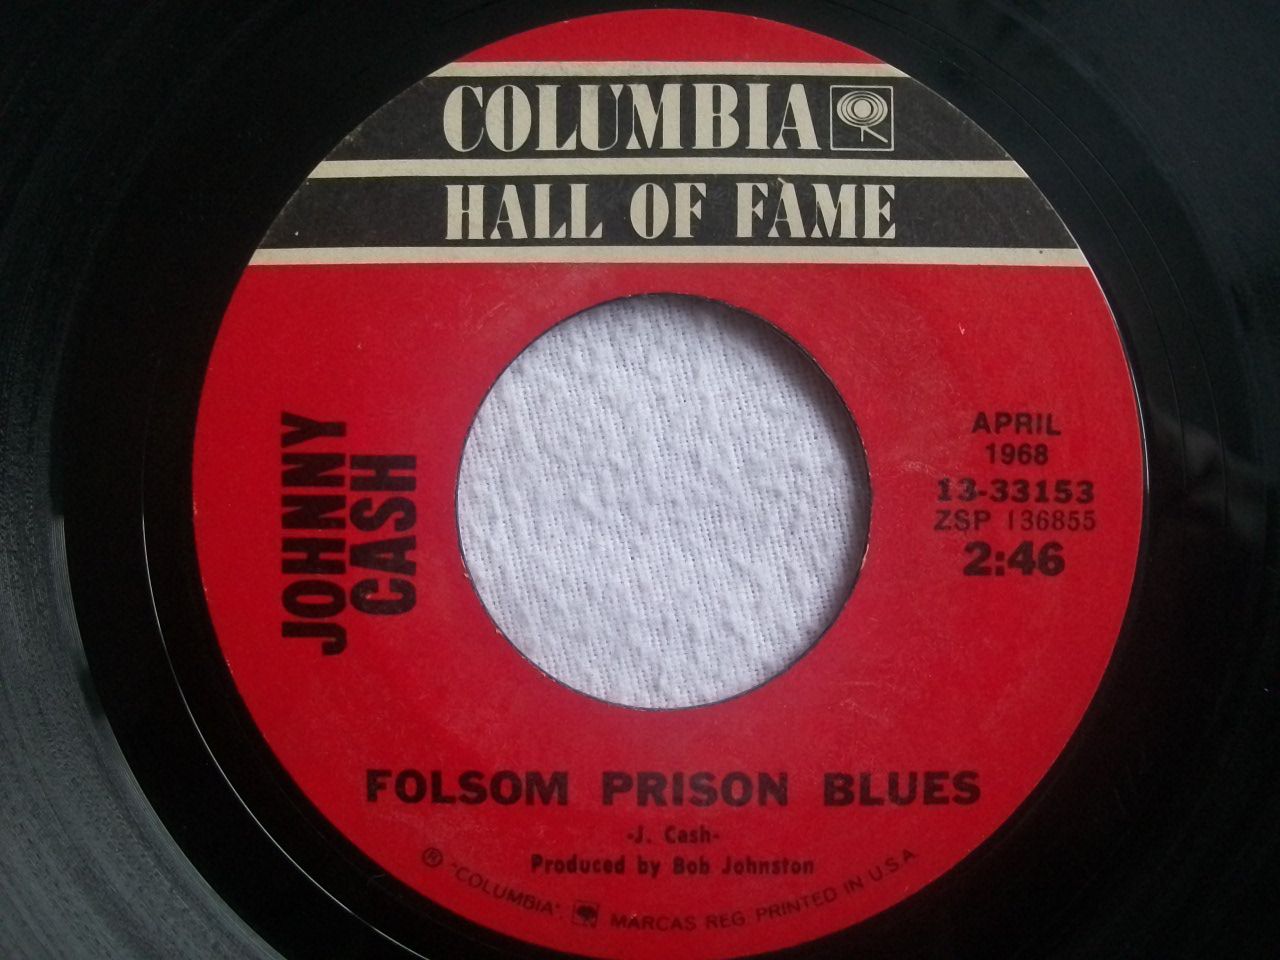 COLUMBIA
HALL OF FAME
JOHNNY
CASH
APRIL
1968
13-33153
ZSP 136855
2:46
FOLSOM PRISON BLUES
-J. Cash-
Produced by Bob Johnston
® "COLUMBIA", MARCAS REG. PRINTED IN U.S.A.